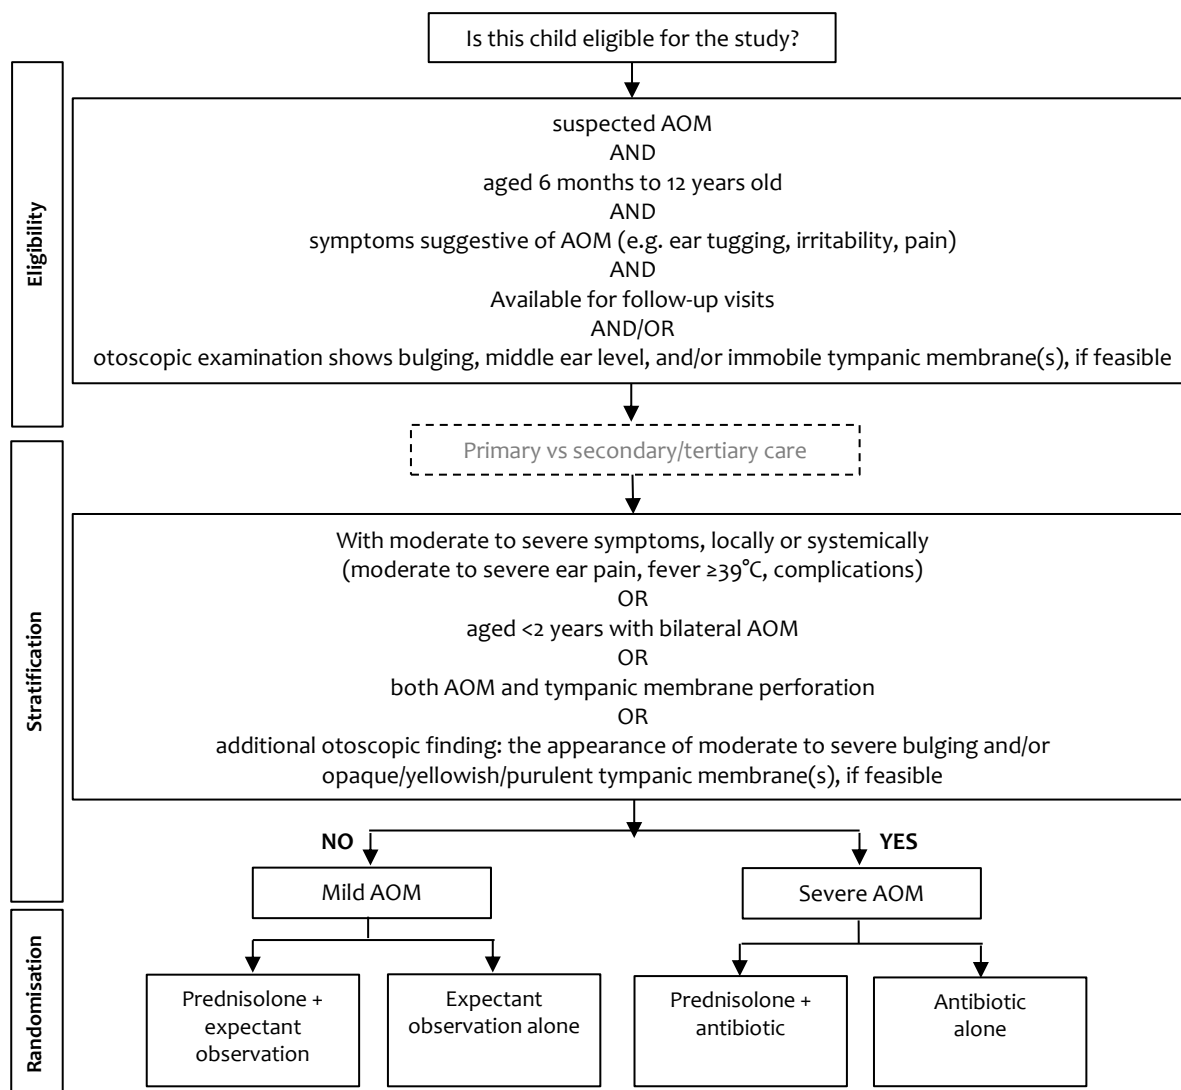 Is this child eligible for the study?
Eligibility
suspected AOM
AND
aged 6 months to 12 years old
AND
symptoms suggestive of AOM (e.g. ear tugging, irritability, pain)
AND
Available for follow-up visits
AND/OR
otoscopic examination shows bulging, middle ear level, and/or immobile tympanic membrane(s), if feasible
Stratification
Primary vs secondary/tertiary care
With moderate to severe symptoms, locally or systemically
(moderate to severe ear pain, fever ≥39°C, complications)
OR
aged <2 years with bilateral AOM
OR
both AOM and tympanic membrane perforation
OR
additional otoscopic finding: the appearance of moderate to severe bulging and/or
opaque/yellowish/purulent tympanic membrane(s), if feasible
NO
YES
Mild AOM
Severe AOM
Randomisation
Prednisolone +
expectant
observation
Expectant
observation alone
Prednisolone +
antibiotic
Antibiotic
alone